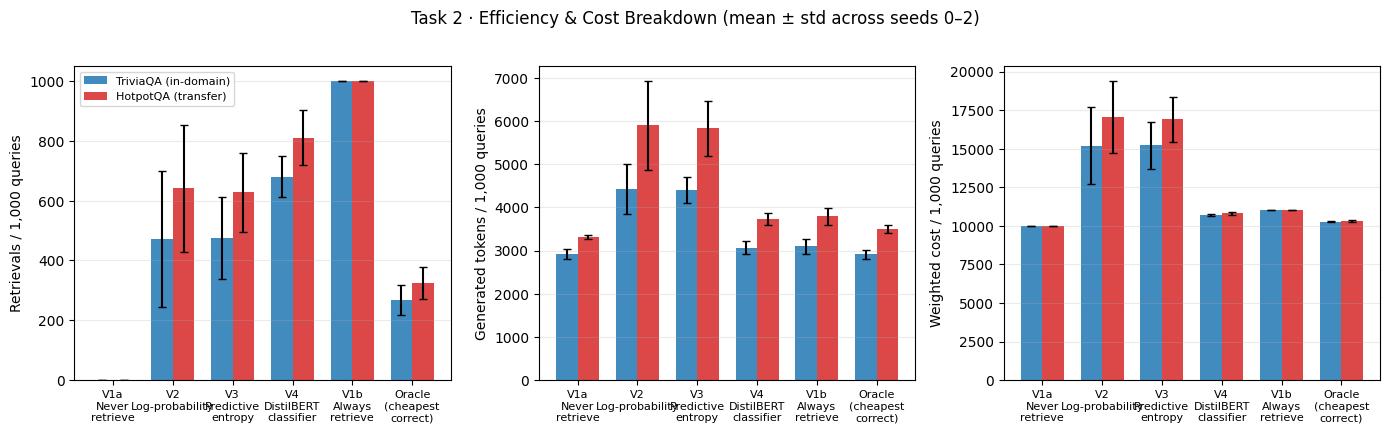 Task 2 · Efficiency & Cost Breakdown (mean ± std across seeds 0–2)
Retrievals / 1,000 queries
1000
800
600
400
200
0
TriviaQA (in-domain)
HotpotQA (transfer)
V1a
Never
retrieve
V2
Log-probability
V3
Predictive
entropy
V4
DistilBERT
classifier
V1b
Always
retrieve
Oracle
(cheapest
correct)
Generated tokens / 1,000 queries
7000
6000
5000
4000
3000
2000
1000
0
V1a
Never
retrieve
V2
Log-probability
V3
Predictive
entropy
V4
DistilBERT
classifier
V1b
Always
retrieve
Oracle
(cheapest
correct)
Weighted cost / 1,000 queries
20000
17500
15000
12500
10000
7500
5000
2500
0
V1a
Never
retrieve
V2
Log-probability
V3
Predictive
entropy
V4
DistilBERT
classifier
V1b
Always
retrieve
Oracle
(cheapest
correct)